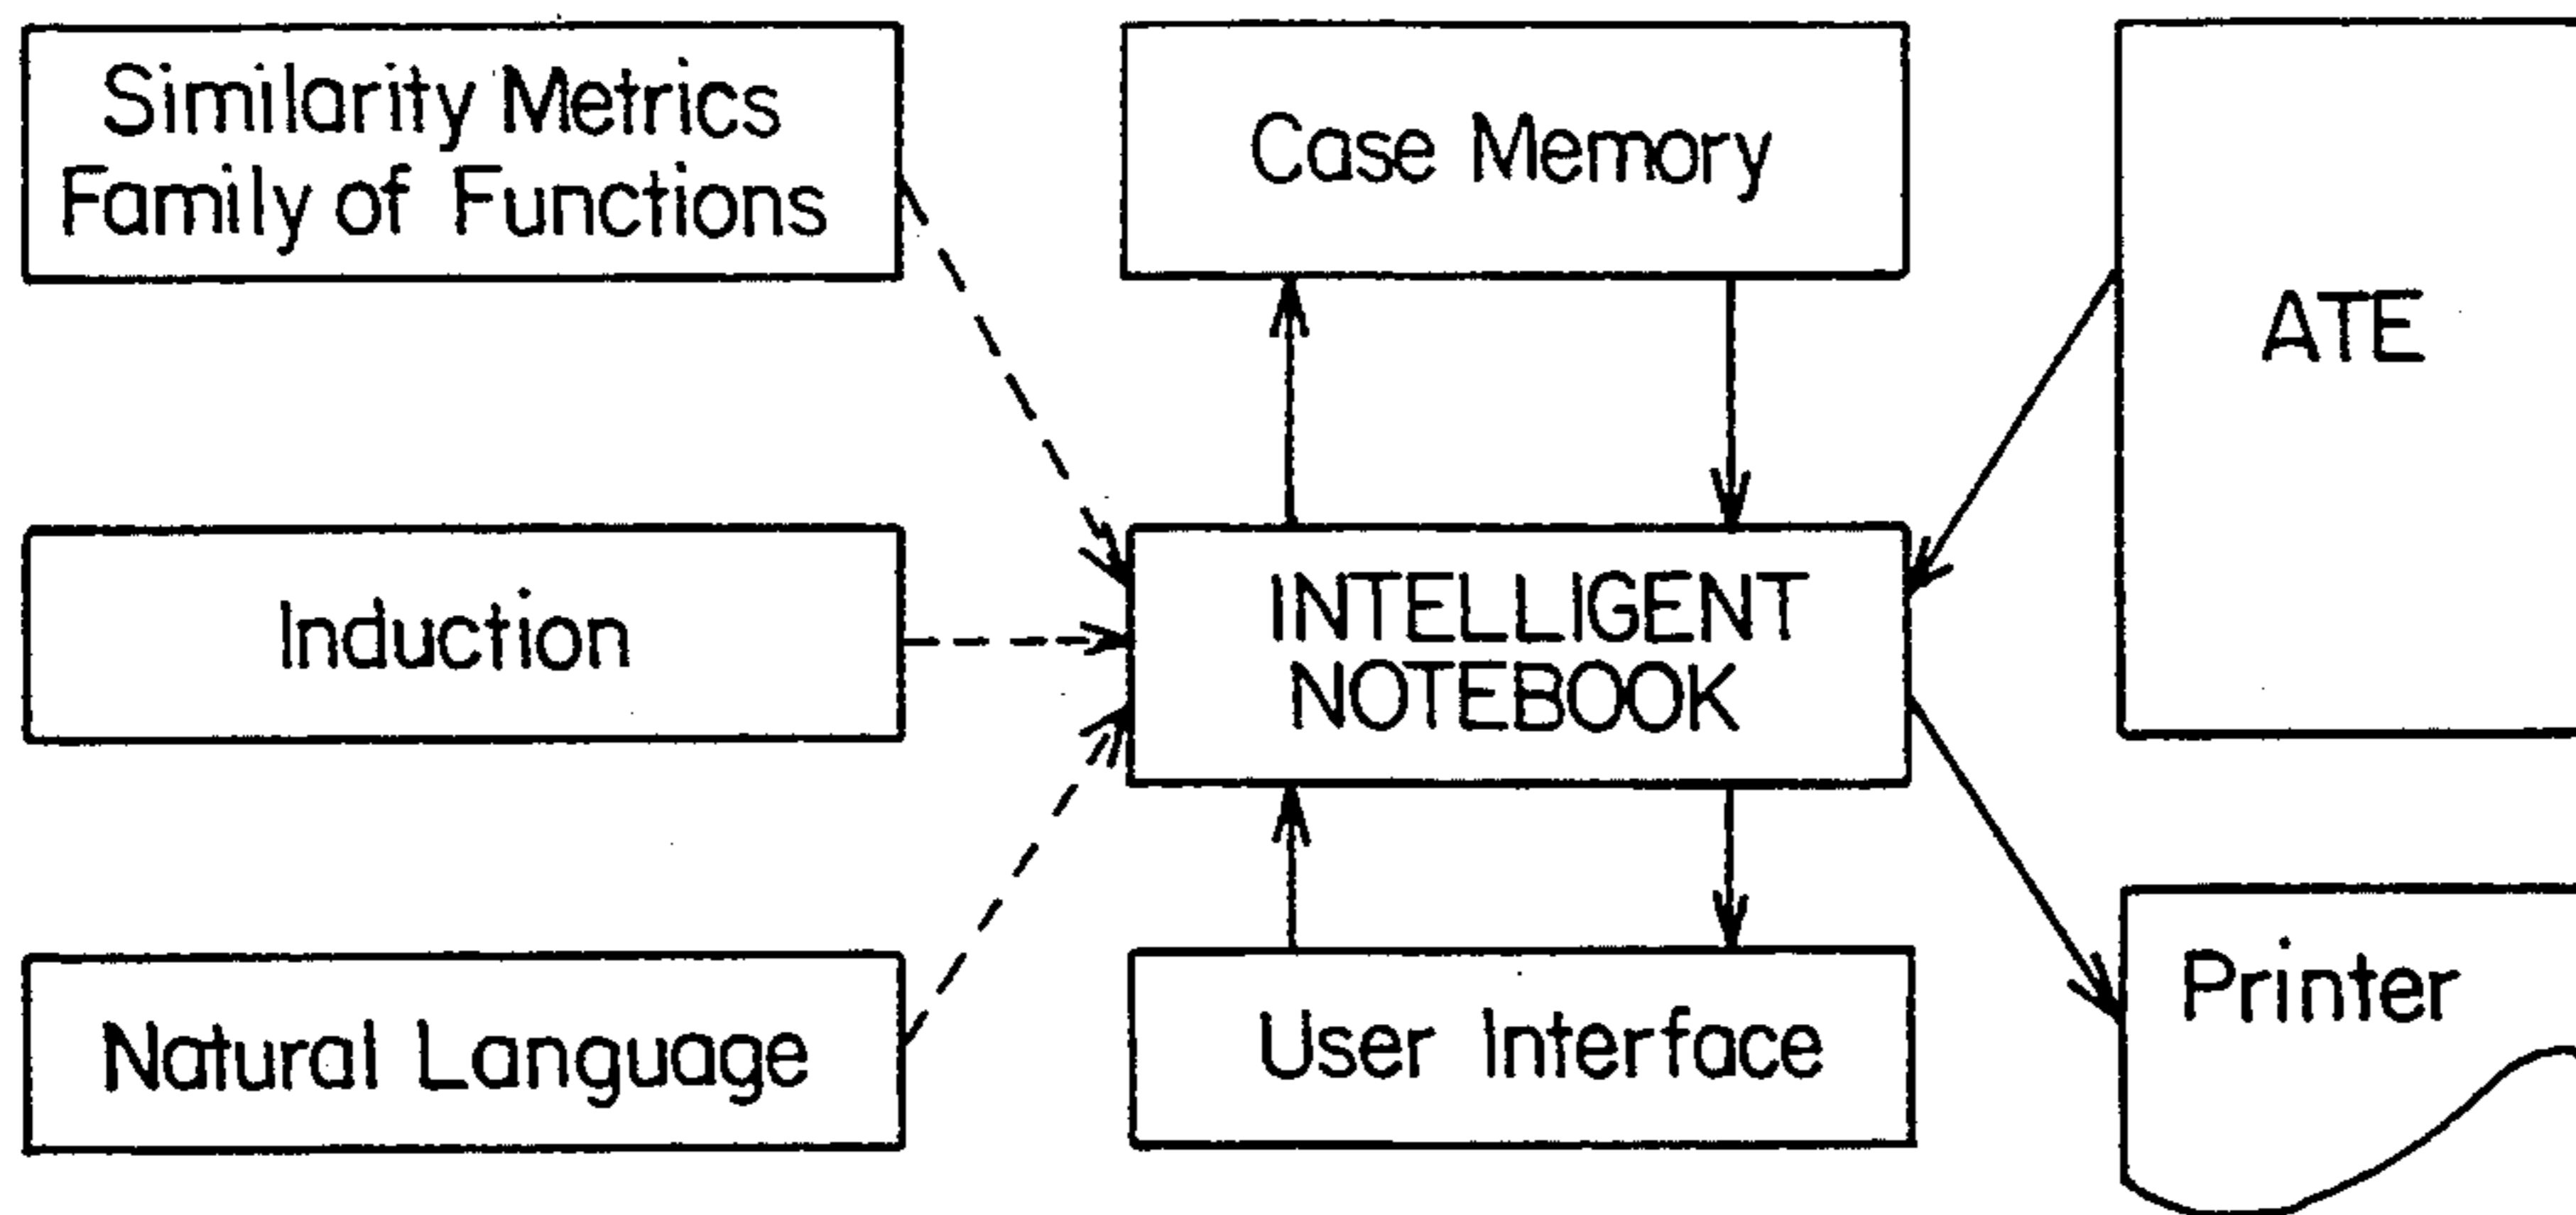 Similarity Metrics
Family of Functions
Case Memory
ATE
Induction
INTELLIGENT
NOTEBOOK
Natural Language
User Interface
Printer